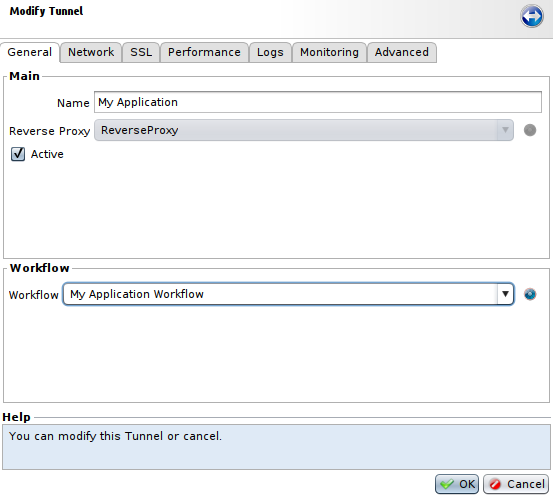 Modify Tunnel
General Network SSL Performance Logs Monitoring Advanced
Main
Name My Application
Reverse Proxy ReverseProxy
Active
Workflow
Workflow My Application Workflow
Help
You can modify this Tunnel or cancel.
OK Cancel